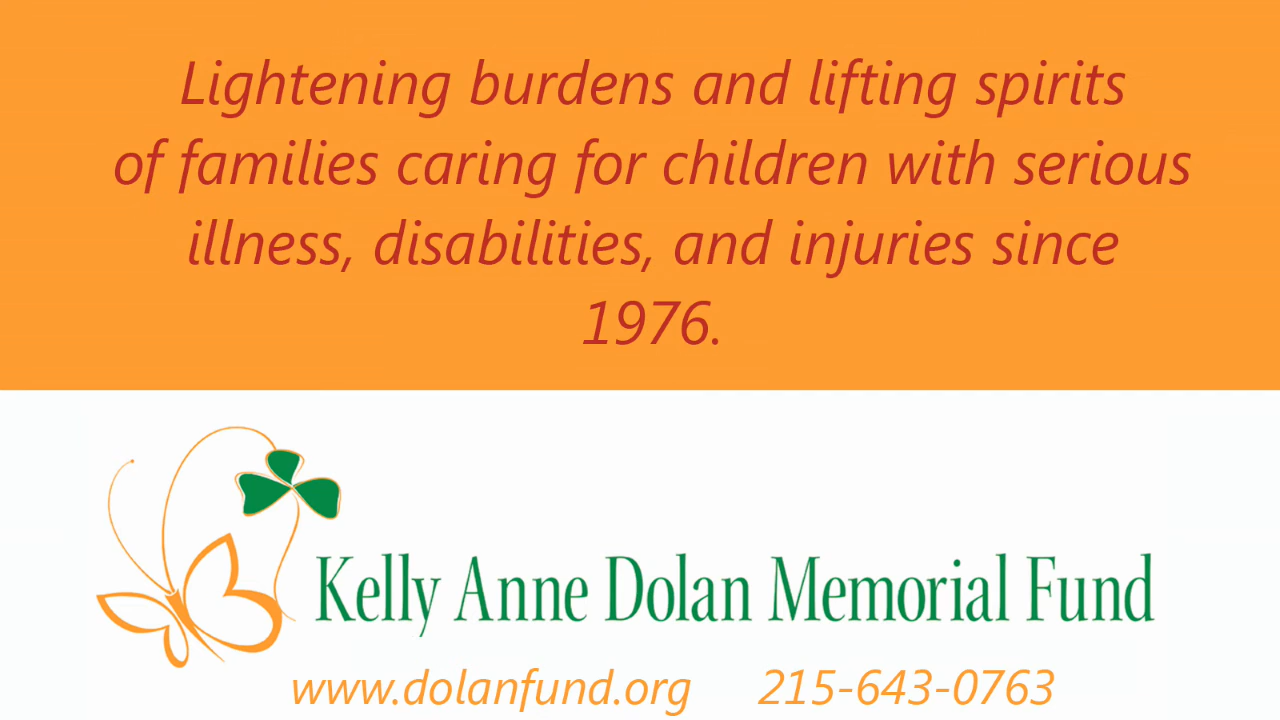 Lightening burdens and lifting spirits
of families caring for children with serious
illness, disabilities, and injuries since
1976.
Kelly Anne Dolan Memorial Fund
www.dolanfund.org 215-643-0763